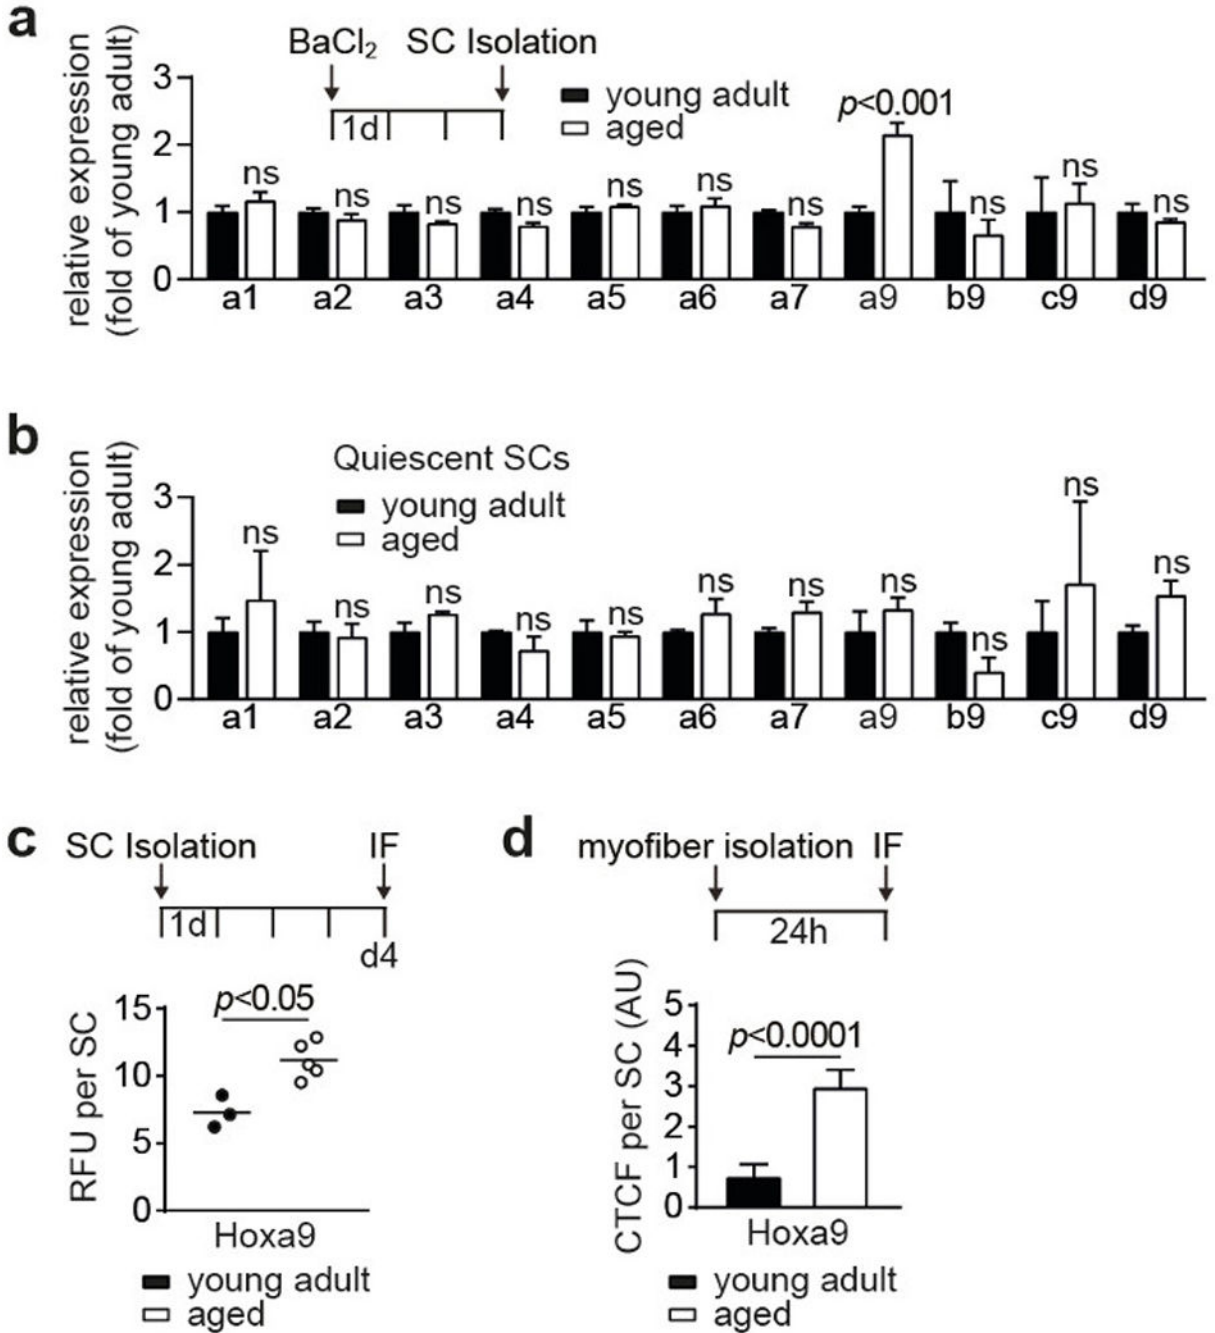 a
BaCl₂ SC Isolation
1d
young adult
aged
relative expression
(fold of young adult)
3
2
1
0
p<0.001
ns ns ns ns ns ns ns ns ns ns
a1 a2 a3 a4 a5 a6 a7 a9 b9 c9 d9
b
Quiescent SCs
young adult
aged
relative expression
(fold of young adult)
3
2
1
0
ns ns ns ns ns ns ns ns ns ns ns
a1 a2 a3 a4 a5 a6 a7 a9 b9 c9 d9
c
SC Isolation IF
1d
d4
RFU per SC
15
10
5
0
p<0.05
Hoxa9
young adult
aged
d
myofiber isolation IF
24h
CTCF per SC (AU)
5
4
3
2
1
0
p<0.0001
Hoxa9
young adult
aged